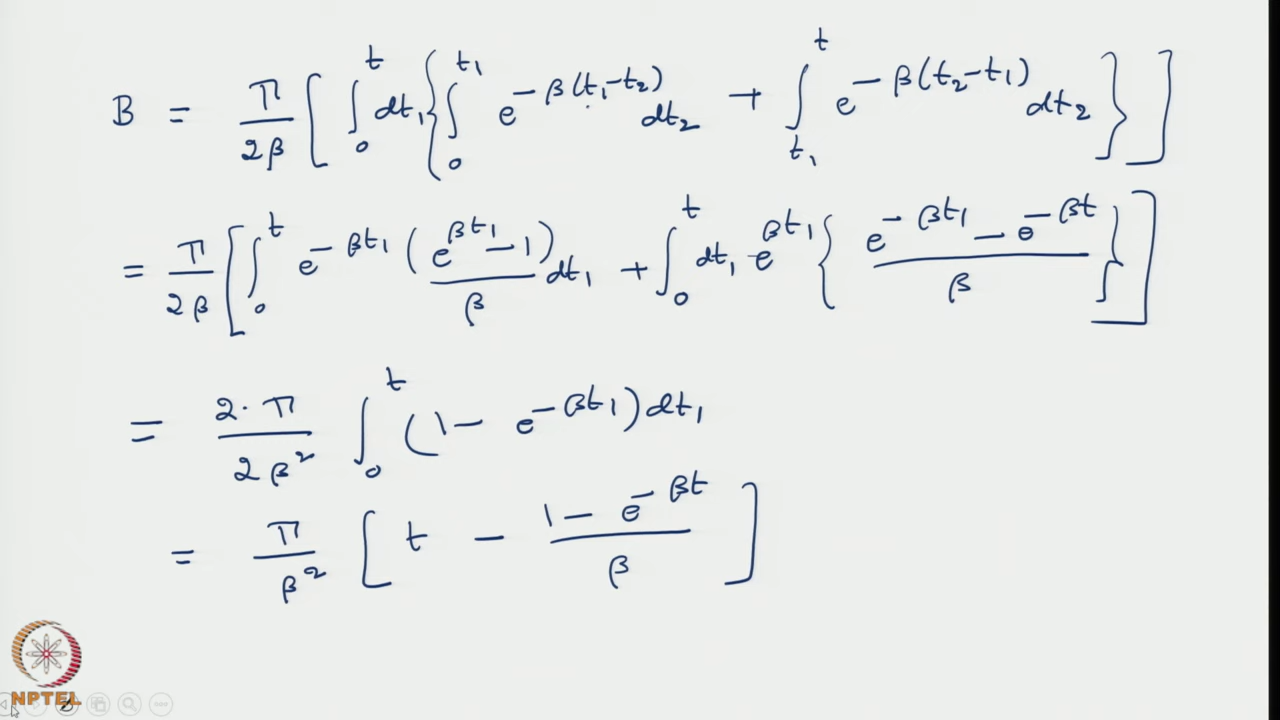 B = π/2β [ ∫₀ᵗ dt₁ { ∫₀^t₁ e^−β(t₁−t₂) dt₂ + ∫_t₁^t e^−β(t₂−t₁) dt₂ } ]
= π/2β [ ∫₀ᵗ e^−βt₁ (e^βt₁ − 1)/β dt₁ + ∫₀ᵗ dt₁ e^βt₁ { (e^−βt₁ − e^−βt)/β } ]
= 2·π/2β² ∫₀ᵗ (1 − e^−βt₁) dt₁
= π/β² [ t − (1 − e^−βt)/β ]
NPTEL